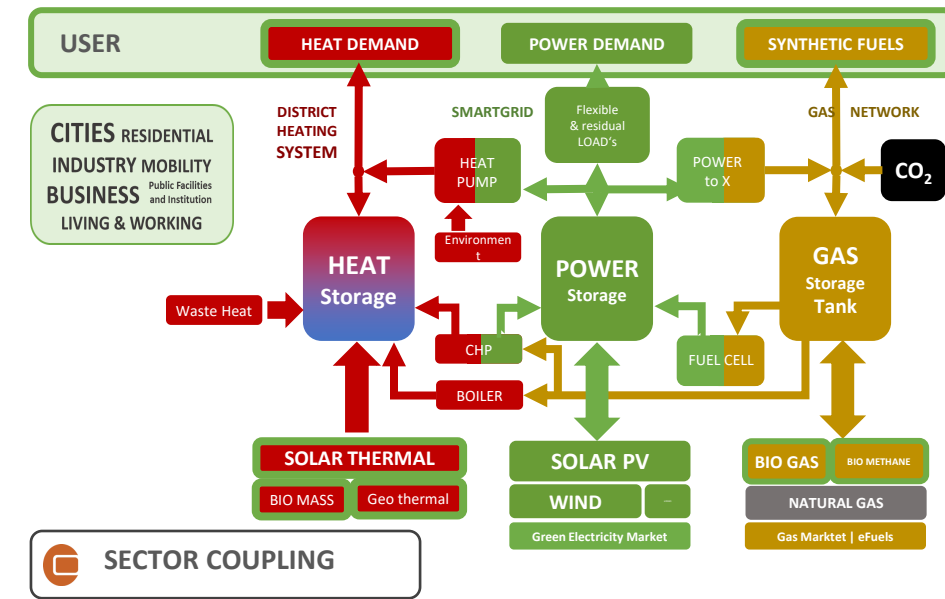 USER
HEAT DEMAND
POWER DEMAND
SYNTHETIC FUELS
CITIES RESIDENTIAL
INDUSTRY MOBILITY
BUSINESS Public Facilities
and Institution
LIVING & WORKING
DISTRICT
HEATING
SYSTEM
SMARTGRID
Flexible
& residual
LOAD's
GAS NETWORK
HEAT
PUMP
POWER
to X
CO2
Environmen
t
HEAT
Storage
POWER
Storage
GAS
Storage
Tank
Waste Heat
CHP
FUEL CELL
BOILER
SOLAR THERMAL
BIO MASS
Geo thermal
SOLAR PV
WIND
...
Green Electricity Market
BIO GAS
BIO METHANE
NATURAL GAS
Gas Marktet | eFuels
SECTOR COUPLING